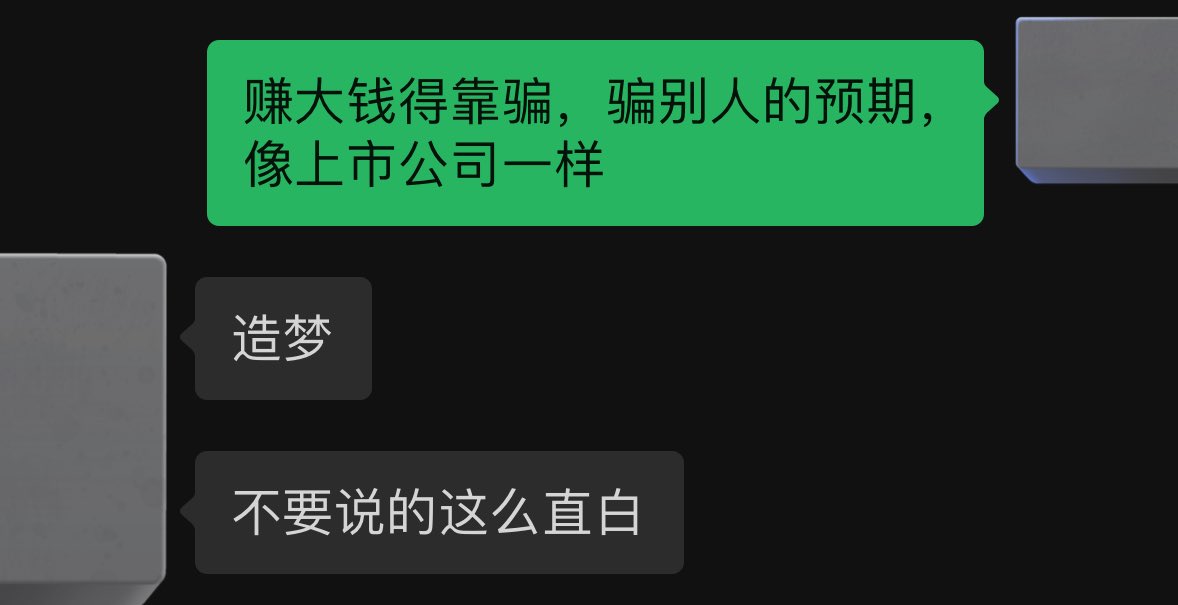 赚大钱得靠骗，骗别人的预期，
像上市公司一样
造梦
不要说的这么直白